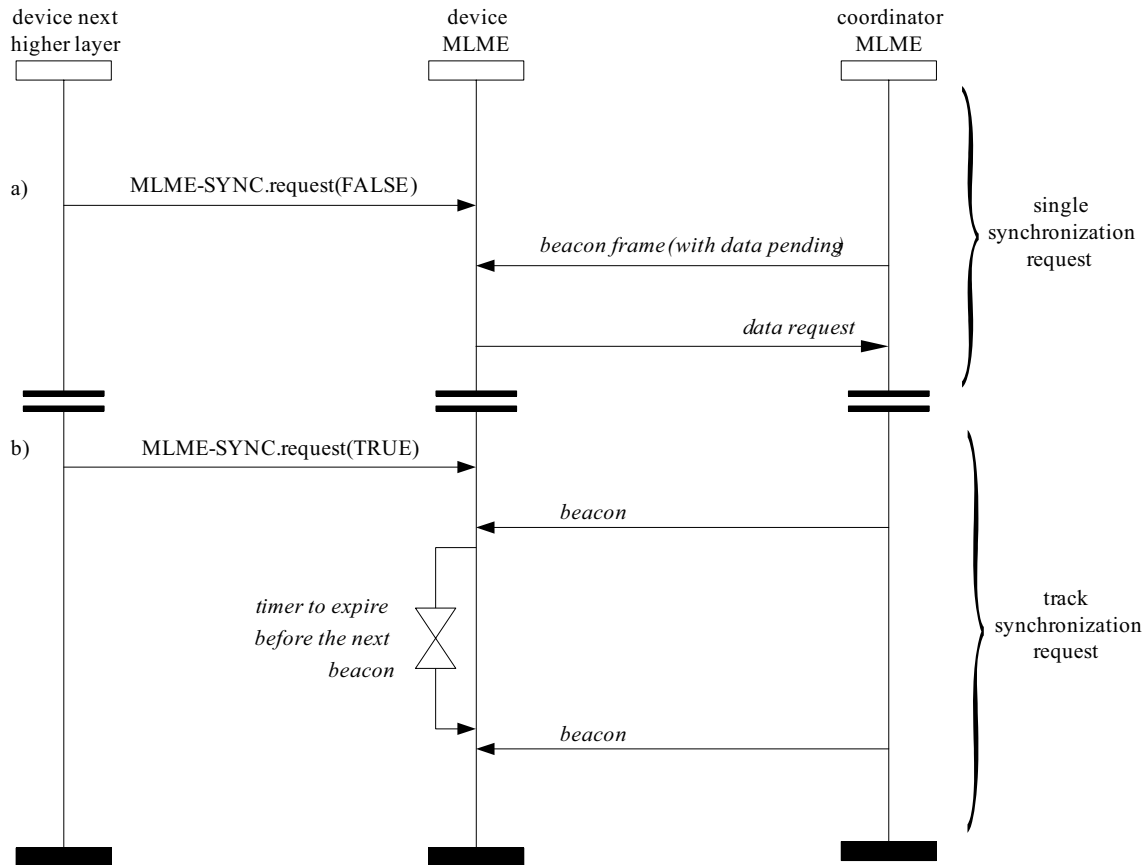 device next
higher layer
device
MLME
coordinator
MLME
a)
MLME-SYNC.request(FALSE)
beacon frame (with data pending)
data request
single
synchronization
request
b)
MLME-SYNC.request(TRUE)
beacon
timer to expire
before the next
beacon
beacon
track
synchronization
request